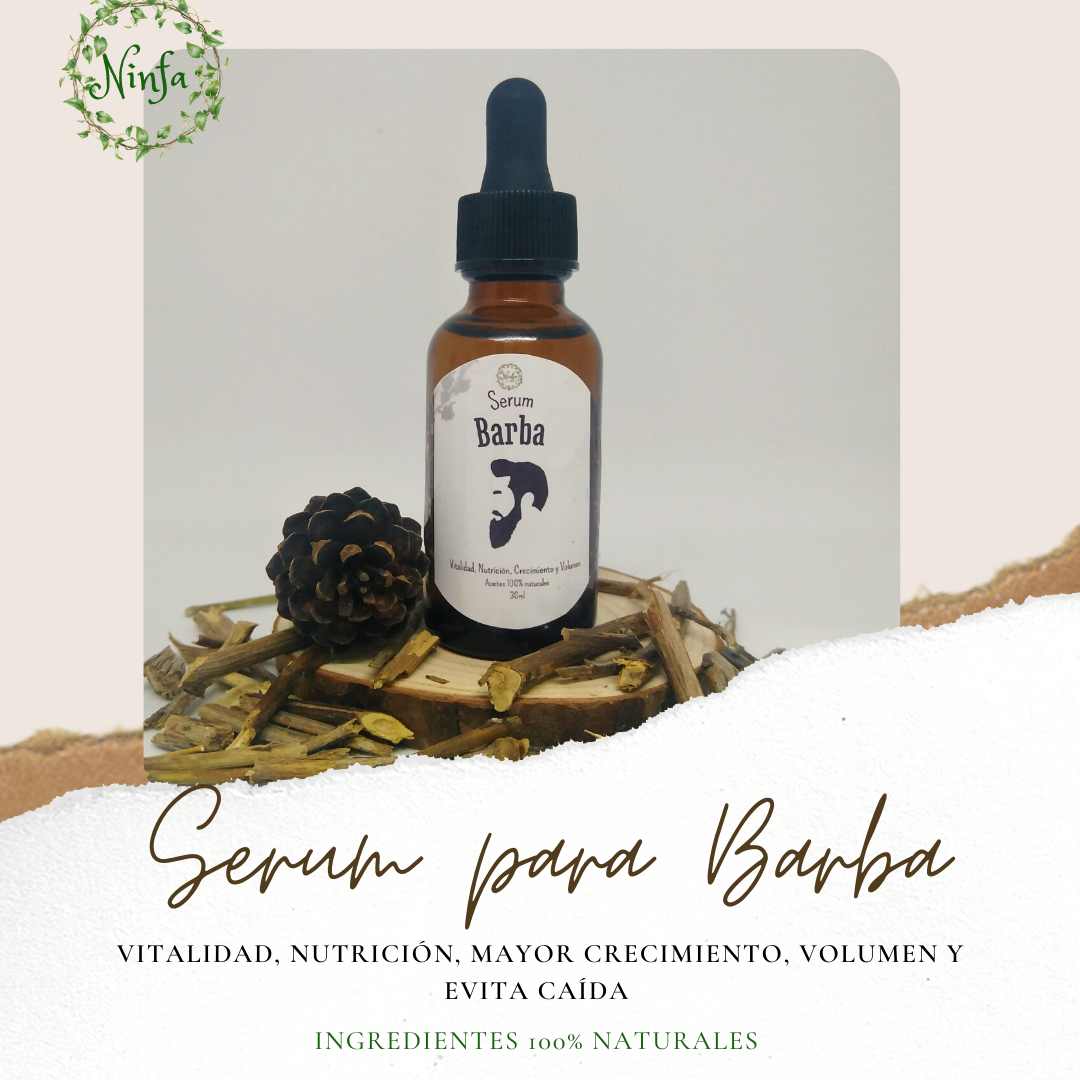 Ninfa
Ninfa
Serum
Barba
Vitalidad, Nutrición, Crecimiento y Volumen
Aceites 100% naturales
30ml
Serum para Barba
VITALIDAD, NUTRICIÓN, MAYOR CRECIMIENTO, VOLUMEN Y
EVITA CAÍDA
INGREDIENTES 100% NATURALES